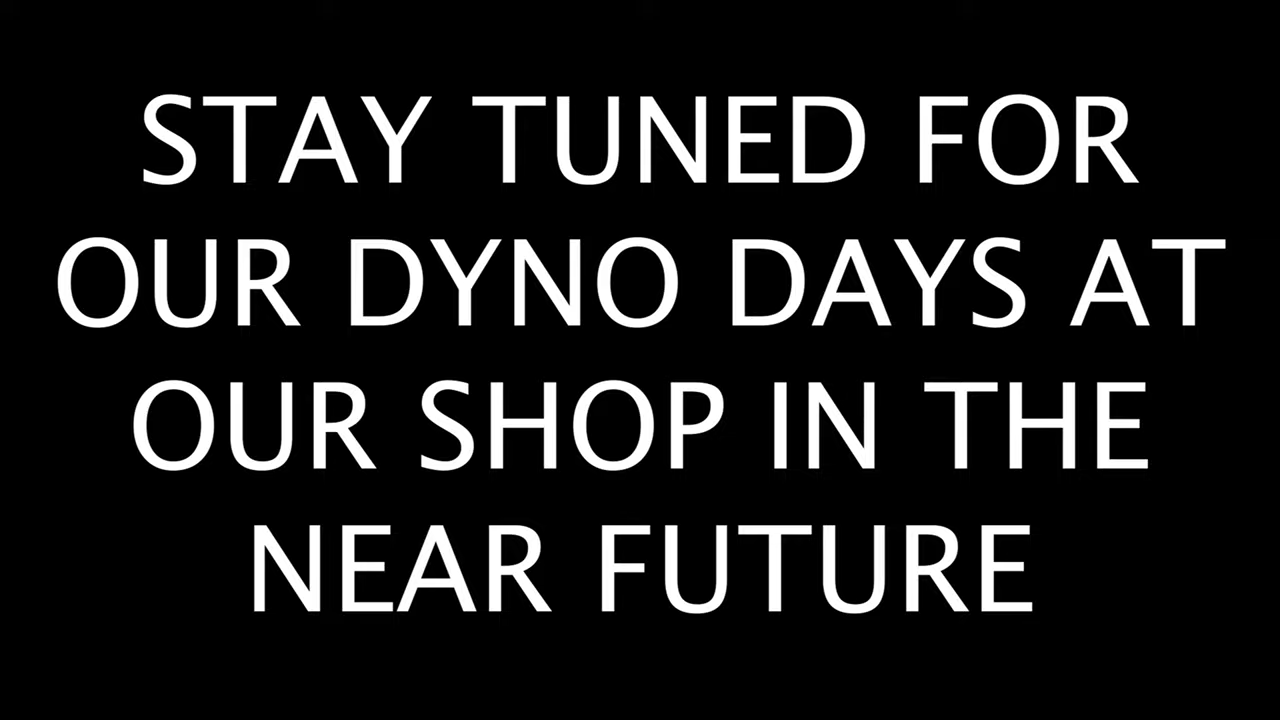 STAY TUNED FOR
OUR DYNO DAYS AT
OUR SHOP IN THE
NEAR FUTURE